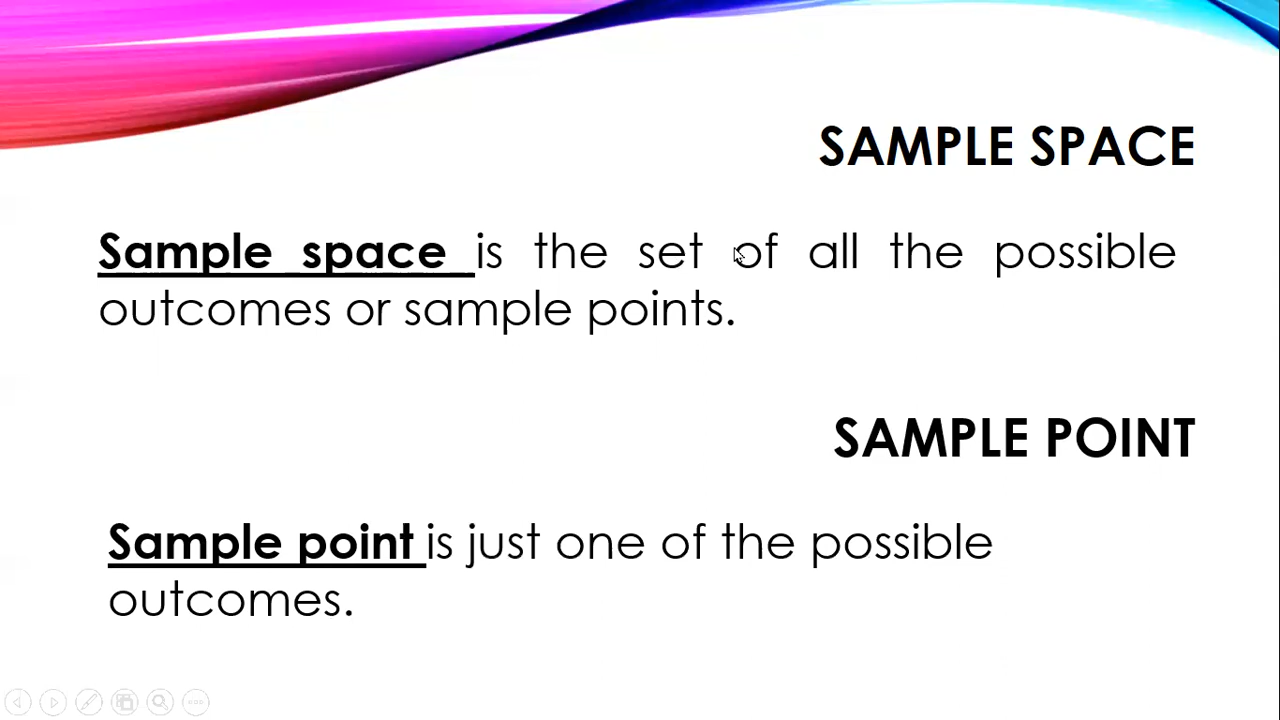 SAMPLE SPACE
Sample space is the set of all the possible
outcomes or sample points.
SAMPLE POINT
Sample point is just one of the possible
outcomes.